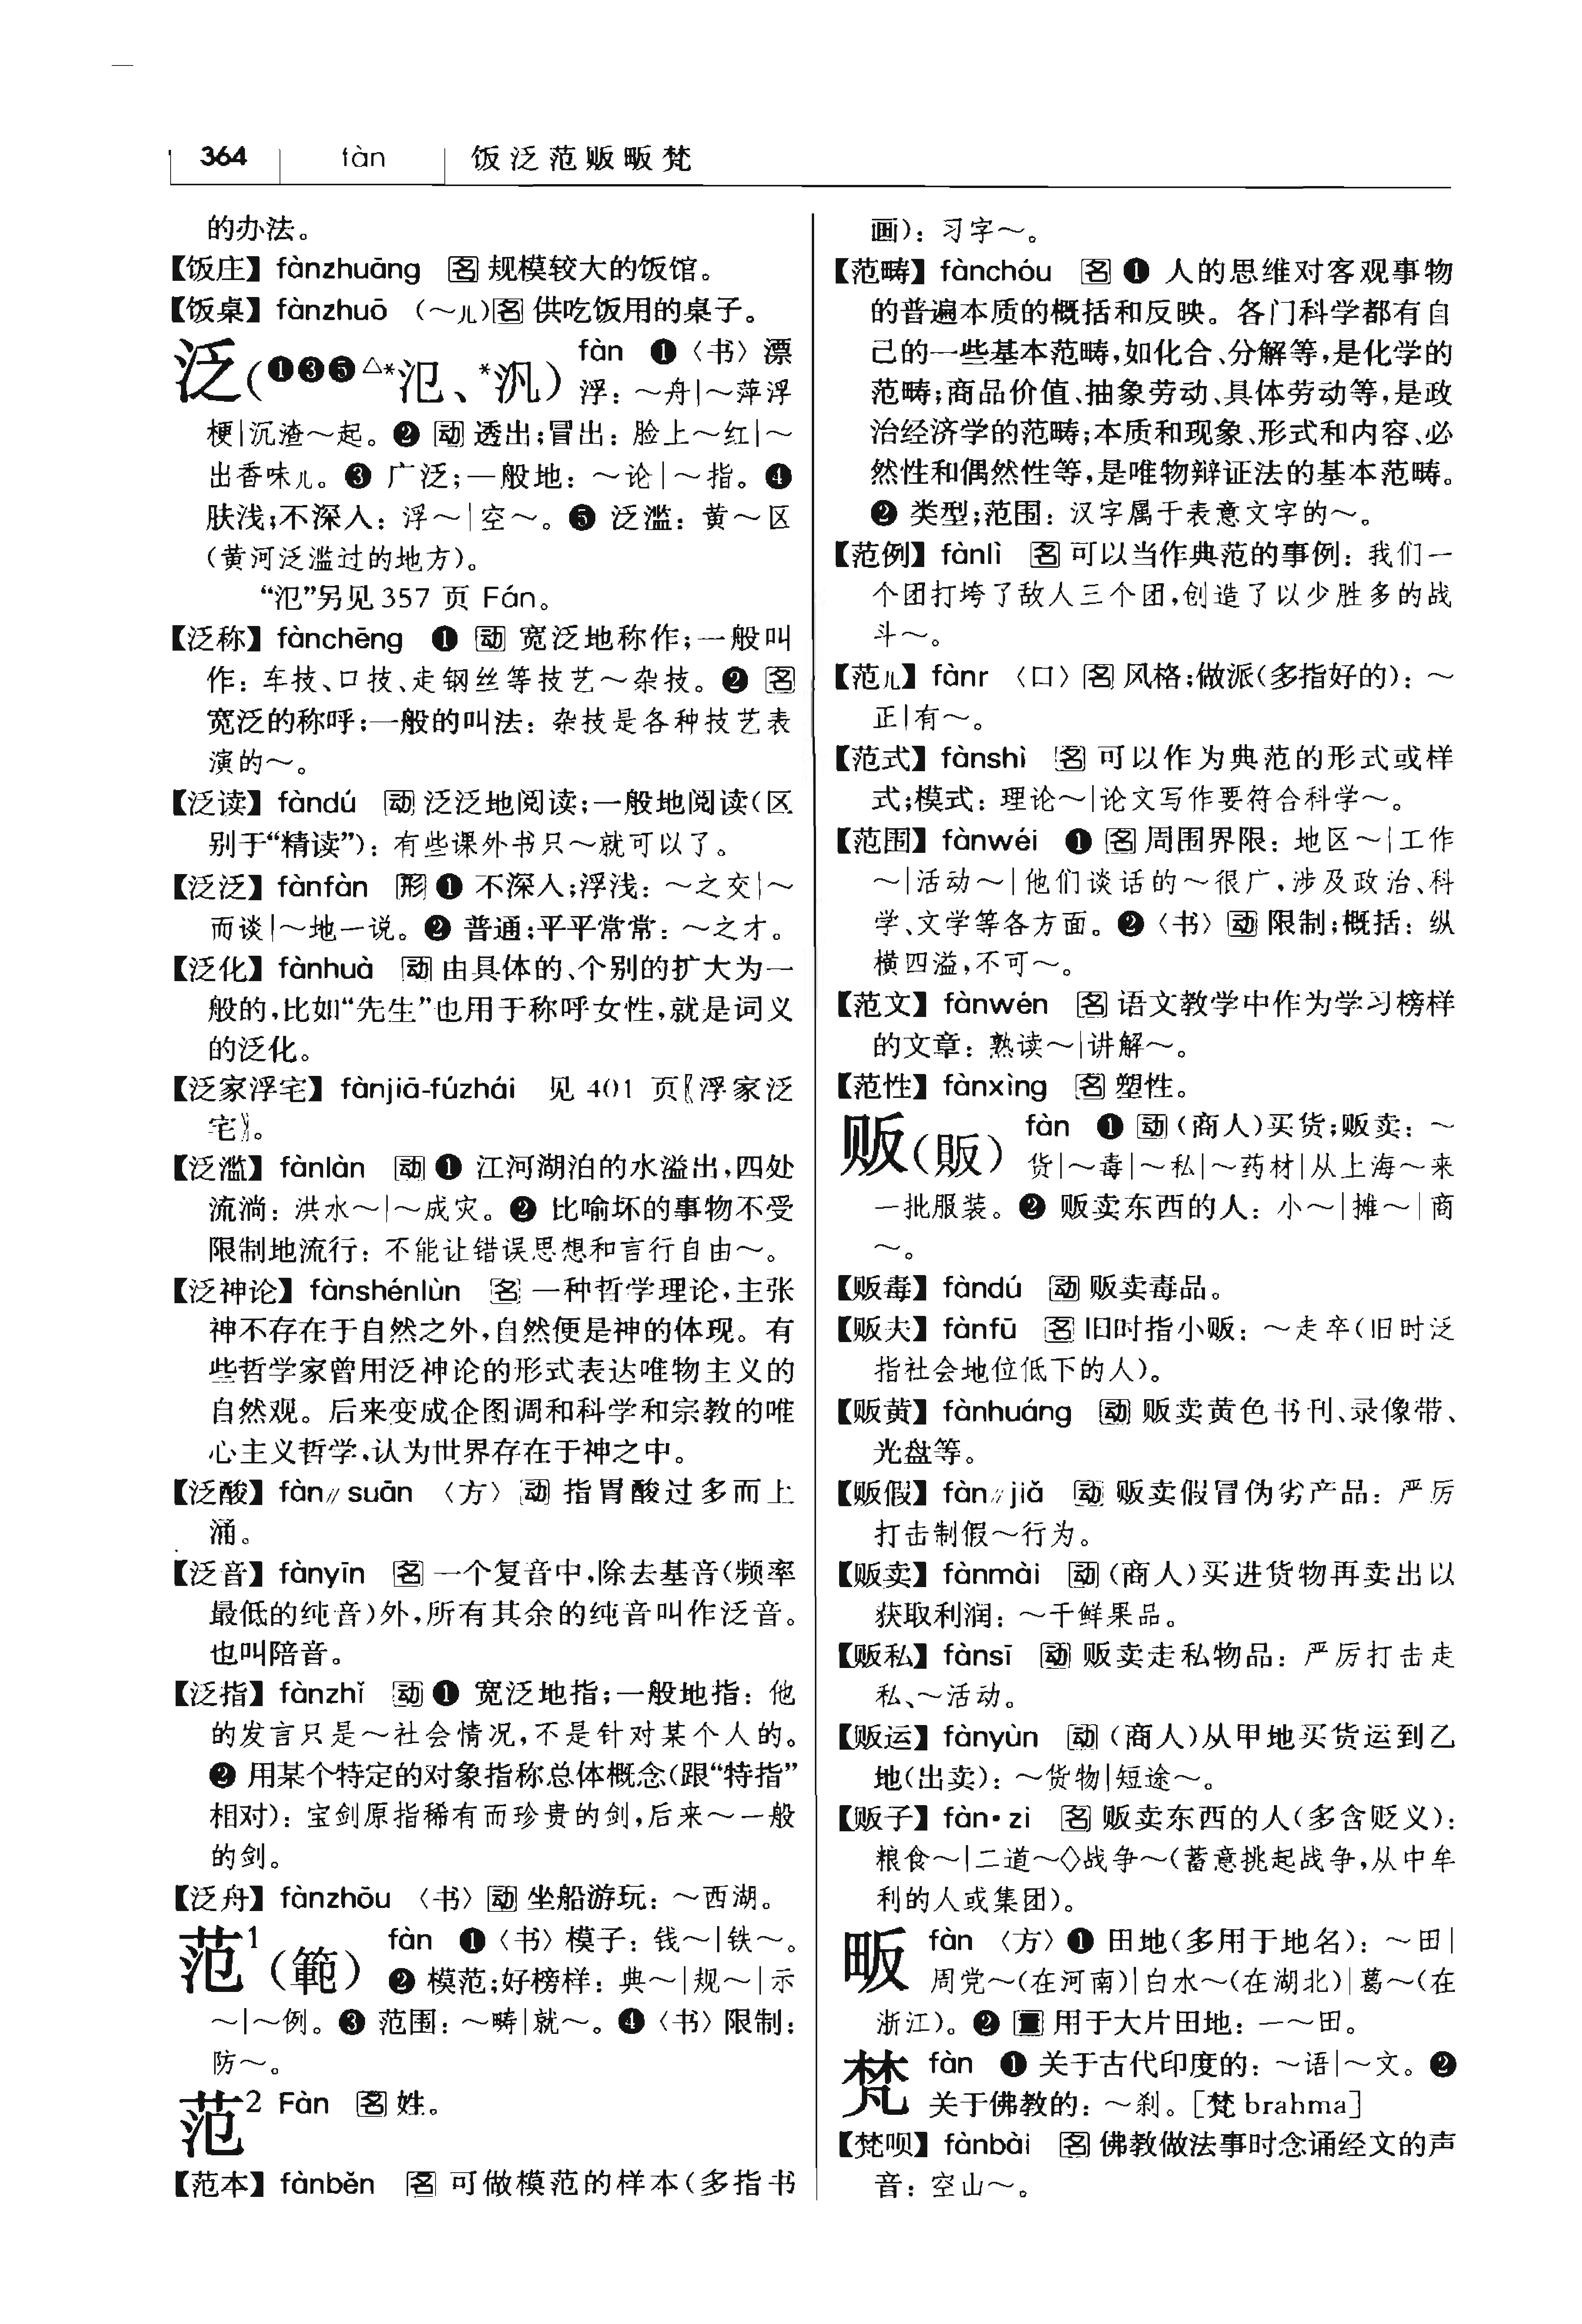 364 fàn 饭泛范贩畈梵
的办法。
【饭庄】 fànzhuāng 名 规模较大的饭馆。
【饭桌】 fànzhuō （～儿）名 供吃饭用的桌子。
泛（❶❸❺△*氾、*汎） fàn ❶〈书〉漂
浮：～舟|～萍浮
梗|沉渣～起。❷ 动 透出；冒出：脸上～红|～
出香味儿。❸ 广泛；一般地：～论|～指。❹
肤浅；不深入：浮～|空～。❺ 泛滥：黄～区
（黄河泛滥过的地方）。
“氾”另见 357 页 Fán。
【泛称】 fànchēng ❶ 动 宽泛地称作；一般叫
作：车技、口技、走钢丝等技艺～杂技。❷ 名
宽泛的称呼；一般的叫法：杂技是各种技艺表
演的～。
【泛读】 fàndú 动 泛泛地阅读；一般地阅读（区
别于“精读”）：有些课外书只～就可以了。
【泛泛】 fànfàn 形 ❶ 不深入；浮浅：～之交|～
而谈|～地一说。❷ 普通；平平常常：～之才。
【泛化】 fànhuà 动 由具体的、个别的扩大为一
般的，比如“先生”也用于称呼女性，就是词义
的泛化。
【泛家浮宅】 fànjiā-fúzhái 见 401 页〖浮家泛
宅〗。
【泛滥】 fànlàn 动 ❶ 江河湖泊的水溢出，四处
流淌：洪水～|～成灾。❷ 比喻坏的事物不受
限制地流行：不能让错误思想和言行自由～。
【泛神论】 fànshénlùn 名 一种哲学理论，主张
神不存在于自然之外，自然便是神的体现。有
些哲学家曾用泛神论的形式表达唯物主义的
自然观。后来变成企图调和科学和宗教的唯
心主义哲学，认为世界存在于神之中。
【泛酸】 fàn//suān 〈方〉 动 指胃酸过多而上
涌。
【泛音】 fànyīn 名 一个复音中，除去基音（频率
最低的纯音）外，所有其余的纯音叫作泛音。
也叫陪音。
【泛指】 fànzhǐ 动 ❶ 宽泛地指；一般地指：他
的发言只是～社会情况，不是针对某个人的。
❷ 用某个特定的对象指称总体概念（跟“特指”
相对）：宝剑原指稀有而珍贵的剑，后来～一般
的剑。
【泛舟】 fànzhōu 〈书〉 动 坐船游玩：～西湖。
范1（範） fàn ❶〈书〉模子：钱～|铁～。
❷ 模范；好榜样：典～|规～|示
～|～例。❸ 范围：～畴|就～。❹〈书〉限制：
防～。
范2 Fàn 名 姓。
【范本】 fànběn 名 可做模范的样本（多指书
画）：习字～。
【范畴】 fànchóu 名 ❶ 人的思维对客观事物
的普遍本质的概括和反映。各门科学都有自
己的一些基本范畴，如化合、分解等，是化学的
范畴；商品价值、抽象劳动、具体劳动等，是政
治经济学的范畴；本质和现象、形式和内容、必
然性和偶然性等，是唯物辩证法的基本范畴。
❷ 类型；范围：汉字属于表意文字的～。
【范例】 fànlì 名 可以当作典范的事例：我们一
个团打垮了敌人三个团，创造了以少胜多的战
斗～。
【范儿】 fànr 〈口〉 名 风格；做派（多指好的）：～
正|有～。
【范式】 fànshì 名 可以作为典范的形式或样
式；模式：理论～|论文写作要符合科学～。
【范围】 fànwéi ❶ 名 周围界限：地区～|工作
～|活动～|他们谈话的～很广，涉及政治、科
学、文学等各方面。❷〈书〉 动 限制；概括：纵
横四溢，不可～。
【范文】 fànwén 名 语文教学中作为学习榜样
的文章：熟读～|讲解～。
【范性】 fànxìng 名 塑性。
贩（販） fàn ❶ 动（商人）买货；贩卖：～
货|～毒|～私|～药材|从上海～来
一批服装。❷ 贩卖东西的人：小～|摊～|商
～。
【贩毒】 fàndú 动 贩卖毒品。
【贩夫】 fànfū 名 旧时指小贩：～走卒（旧时泛
指社会地位低下的人）。
【贩黄】 fànhuáng 动 贩卖黄色书刊、录像带、
光盘等。
【贩假】 fàn//jiǎ 动 贩卖假冒伪劣产品：严厉
打击制假～行为。
【贩卖】 fànmài 动（商人）买进货物再卖出以
获取利润：～干鲜果品。
【贩私】 fànsī 动 贩卖走私物品：严厉打击走
私、～活动。
【贩运】 fànyùn 动（商人）从甲地买货运到乙
地（出卖）：～货物|短途～。
【贩子】 fàn·zi 名 贩卖东西的人（多含贬义）：
粮食～|二道～◇战争～（蓄意挑起战争，从中牟
利的人或集团）。
畈 fàn 〈方〉❶ 田地（多用于地名）：～田|
周党～（在河南）|白水～（在湖北）|葛～（在
浙江）。❷ 量 用于大片田地：一～田。
梵 fàn ❶ 关于古代印度的：～语|～文。❷
关于佛教的：～刹。［梵 brahma］
【梵呗】 fànbài 名 佛教做法事时念诵经文的声
音：空山～。